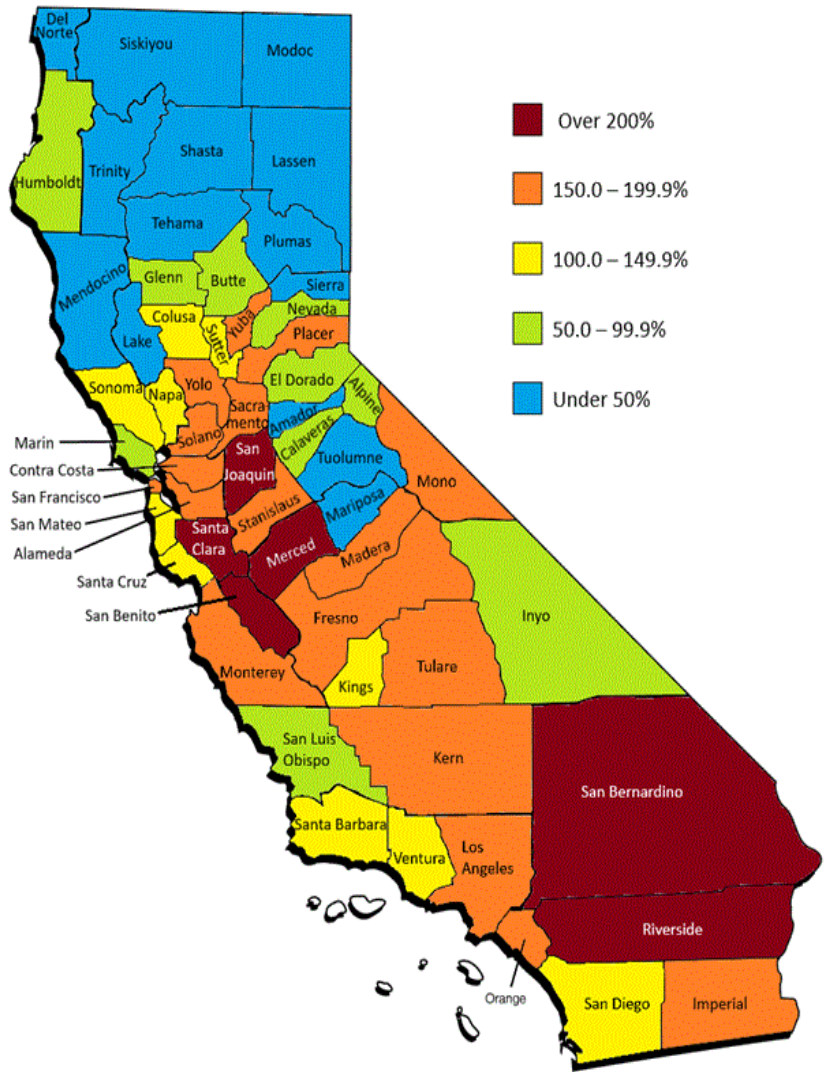 Del
Norte
Siskiyou
Modoc
Over 200%
Shasta
Trinity
Lassen
Humboldt
150.0 – 199.9%
Tehama
Plumas
100.0 – 149.9%
Mendocino
Glenn
Butte
Sierra
Colusa
Nevada
Yuba
Placer
50.0 – 99.9%
Lake
Sutter
Sonoma
Napa
Yolo
El Dorado
Alpine
Under 50%
Sacra-
mento
Amador
Marin
Solano
Calaveras
San
Joaquin
Tuolumne
Contra Costa
Mono
San Francisco
Stanislaus
Mariposa
San Mateo
Santa
Clara
Alameda
Merced
Madera
Santa Cruz
San Benito
Fresno
Inyo
Monterey
Kings
Tulare
San Luis
Obispo
Kern
San Bernardino
Santa Barbara
Ventura
Los
Angeles
Riverside
Orange
San Diego
Imperial